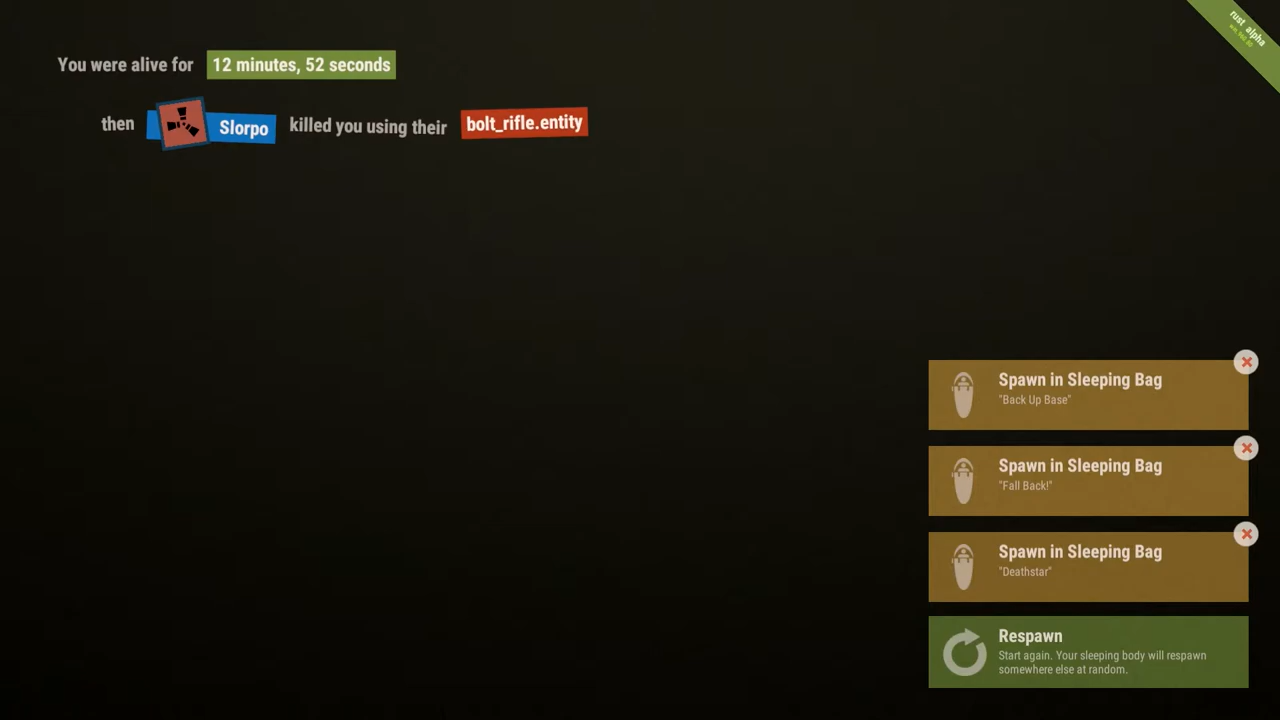 rust alpha
You were alive for 12 minutes, 52 seconds
then Slorpo killed you using their bolt_rifle.entity
Spawn in Sleeping Bag
"Back Up Base"
Spawn in Sleeping Bag
"Fall Back!"
Spawn in Sleeping Bag
"Deathstar"
Respawn
Start again. Your sleeping body will respawn
somewhere else at random.